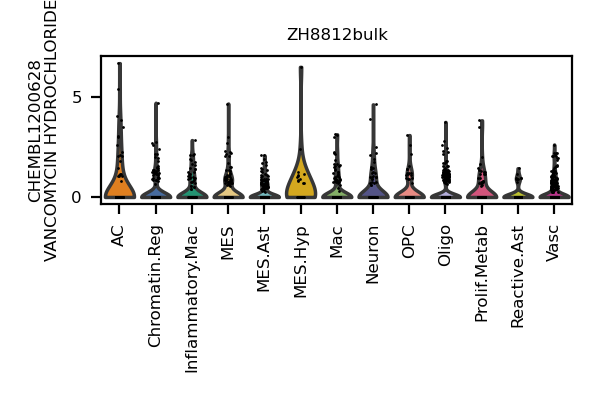 ZH8812bulk
CHEMBL1200628
VANCOMYCIN HYDROCHLORIDE
5
0
AC
Chromatin.Reg
Inflammatory.Mac
MES
MES.Ast
MES.Hyp
Mac
Neuron
OPC
Oligo
Prolif.Metab
Reactive.Ast
Vasc